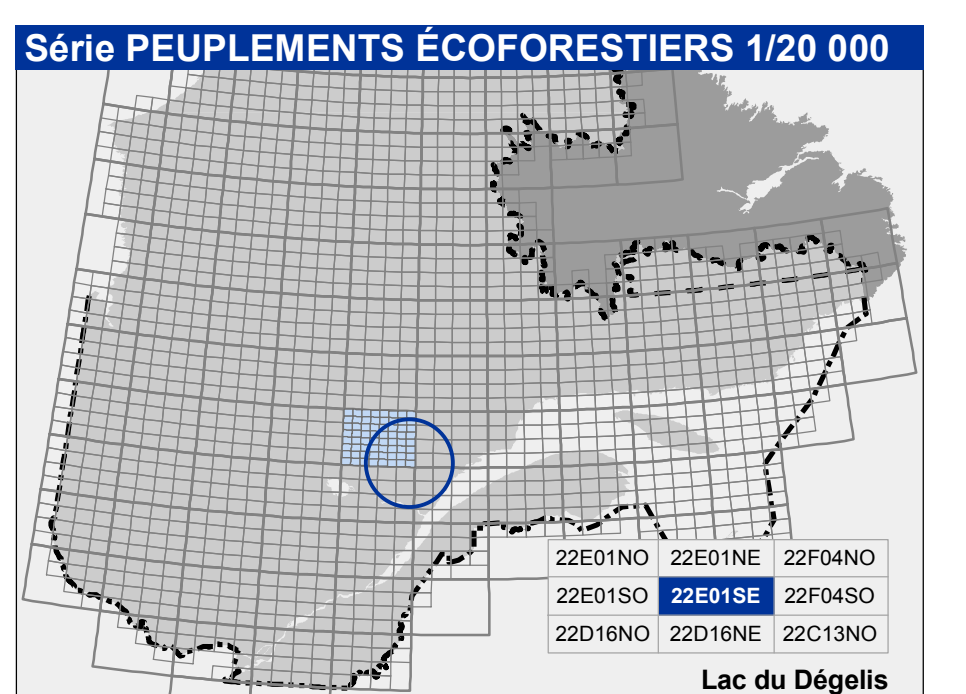 Série PEUPLEMENTS ÉCOFORESTIERS 1/20 000
22E01NO 22E01NE 22F04NO
22E01SO 22E01SE 22F04SO
22D16NO 22D16NE 22C13NO
Lac du Dégelis